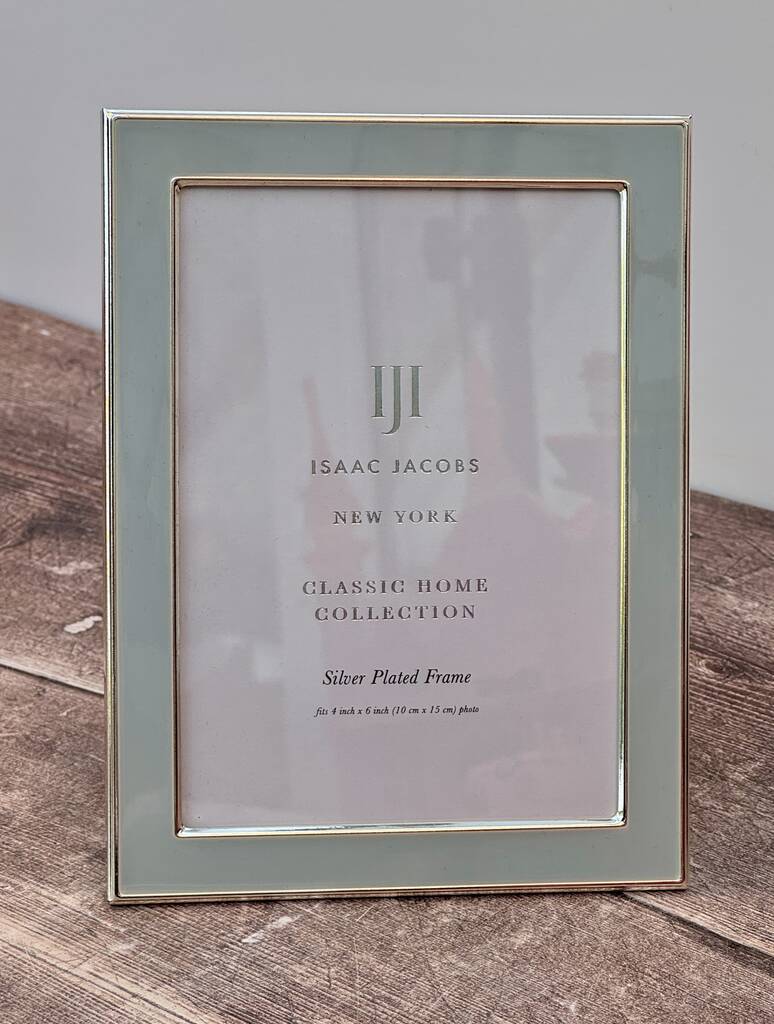 IJI
ISAAC JACOBS
NEW YORK
CLASSIC HOME
COLLECTION
Silver Plated Frame
fits 4 inch x 6 inch (10 cm x 15 cm) photo